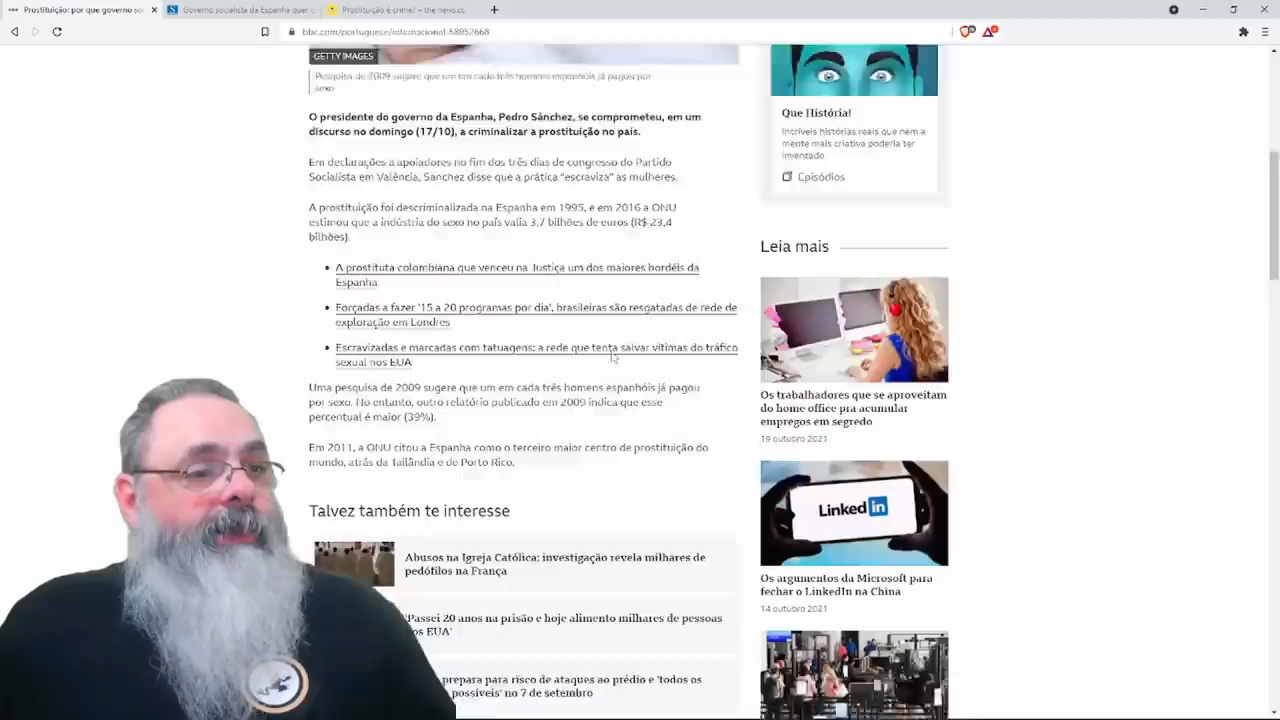 Prostituição: por que governo so
Governo socialista da Espanha quer c
Prostituição é crime! – the news.cc
bbc.com/portuguese/internacional-58952668
GETTY IMAGES
Pesquisa de 2009 sugere que um em cada três homens espanhóis já pagou por
sexo
O presidente do governo da Espanha, Pedro Sánchez, se comprometeu, em um
discurso no domingo (17/10), a criminalizar a prostituição no país.
Em declarações a apoiadores no fim dos três dias de congresso do Partido
Socialista em València, Sanchez disse que a prática "escraviza" as mulheres.
A prostituição foi descriminalizada na Espanha em 1995, e em 2016 a ONU
estimou que a indústria do sexo no país valia 3,7 bilhões de euros (R$ 23,4
bilhões).
A prostituta colombiana que venceu na Justiça um dos maiores bordéis da
Espanha
Forçadas a fazer '15 a 20 programas por dia', brasileiras são resgatadas de rede de
exploração em Londres
Escravizadas e marcadas com tatuagens: a rede que tenta salvar vítimas do tráfico
sexual nos EUA
Uma pesquisa de 2009 sugere que um em cada três homens espanhóis já pagou
por sexo. No entanto, outro relatório publicado em 2009 indica que esse
percentual é maior (39%).
Em 2011, a ONU citou a Espanha como o terceiro maior centro de prostituição do
mundo, atrás da Tailândia e de Porto Rico.
Talvez também te interesse
Abusos na Igreja Católica: investigação revela milhares de
pedófilos na França
'Passei 20 anos na prisão e hoje alimento milhares de pessoas
os EUA'
prepara para risco de ataques ao prédio e 'todos os
possíveis' no 7 de setembro
Que História!
Incríveis histórias reais que nem a
mente mais criativa poderia ter
inventado
Episódios
Leia mais
Os trabalhadores que se aproveitam
do home office pra acumular
empregos em segredo
19 outubro 2021
Linked in
Os argumentos da Microsoft para
fechar o LinkedIn na China
14 outubro 2021